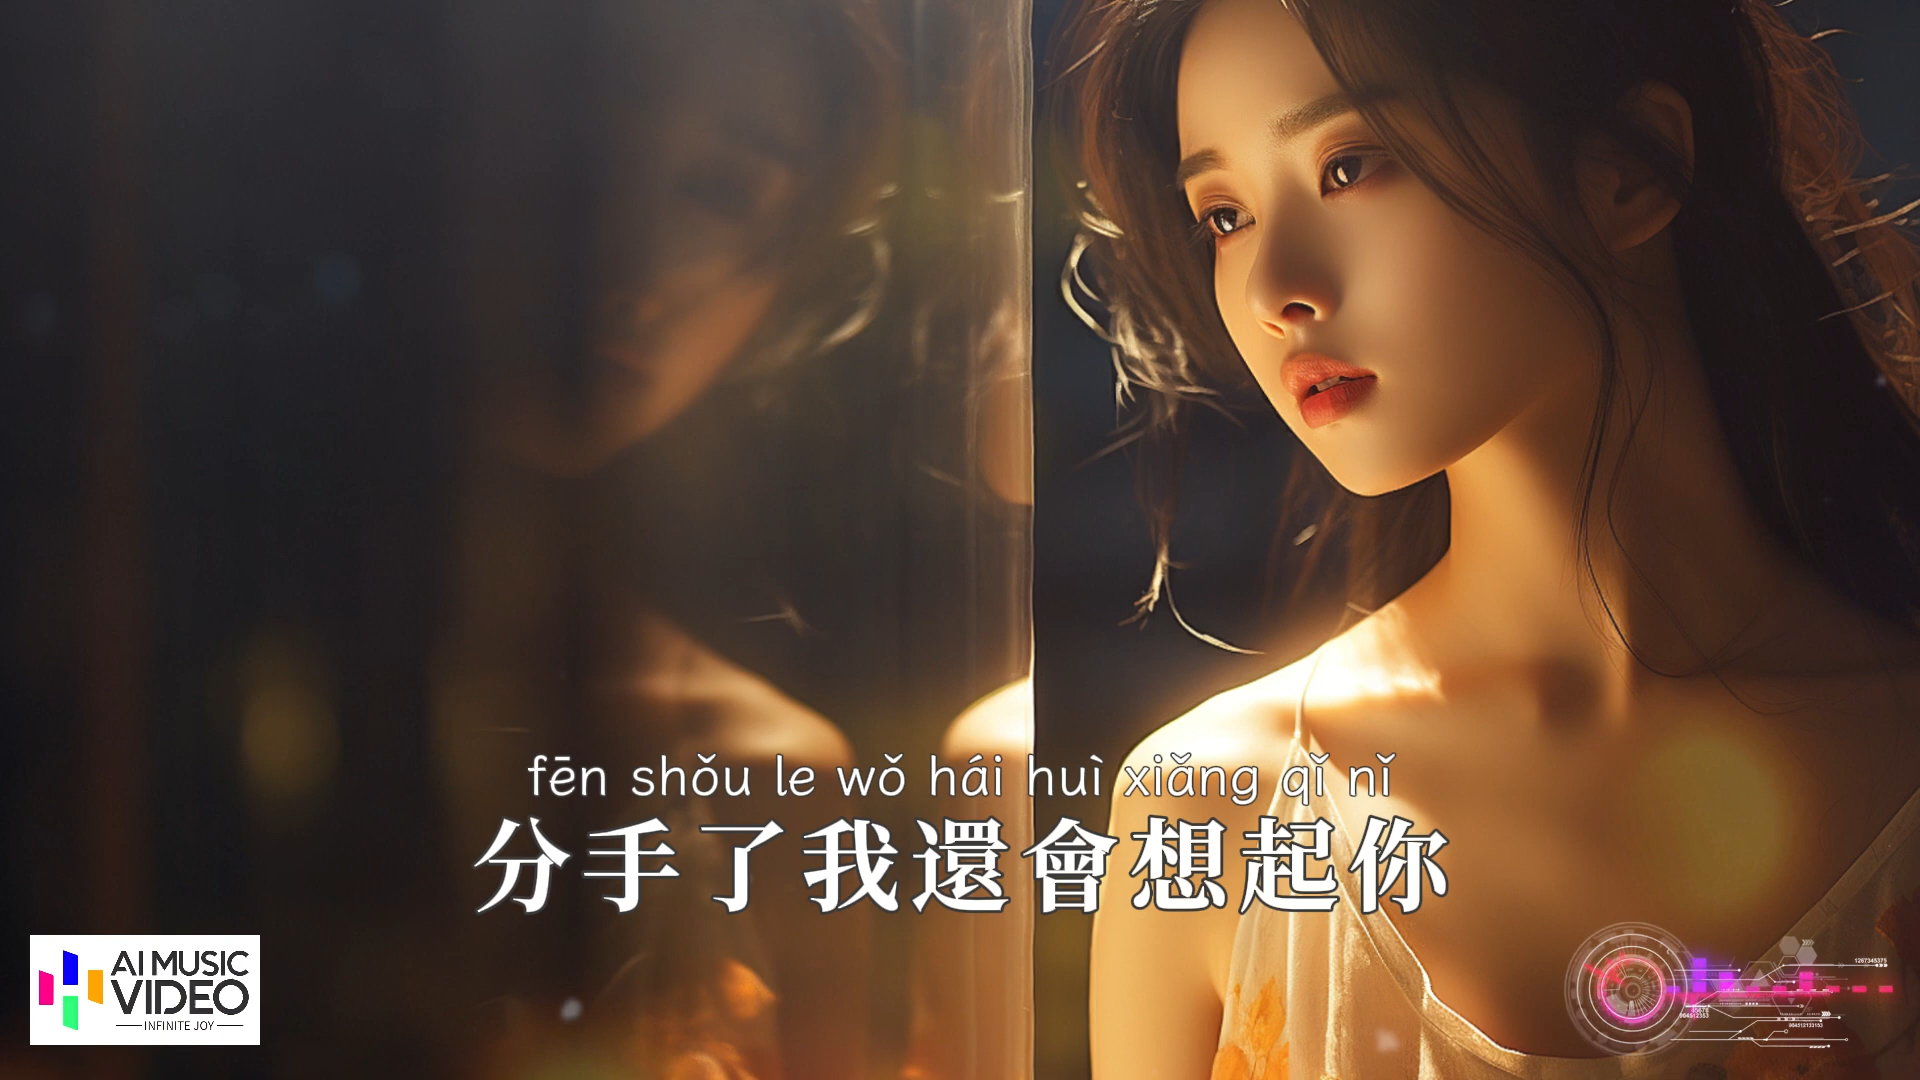 fēn shǒu le wǒ hái huì xiǎng qǐ nǐ
分手了我還會想起你
AI MUSIC
VIDEO
INFINITE JOY
1267345375